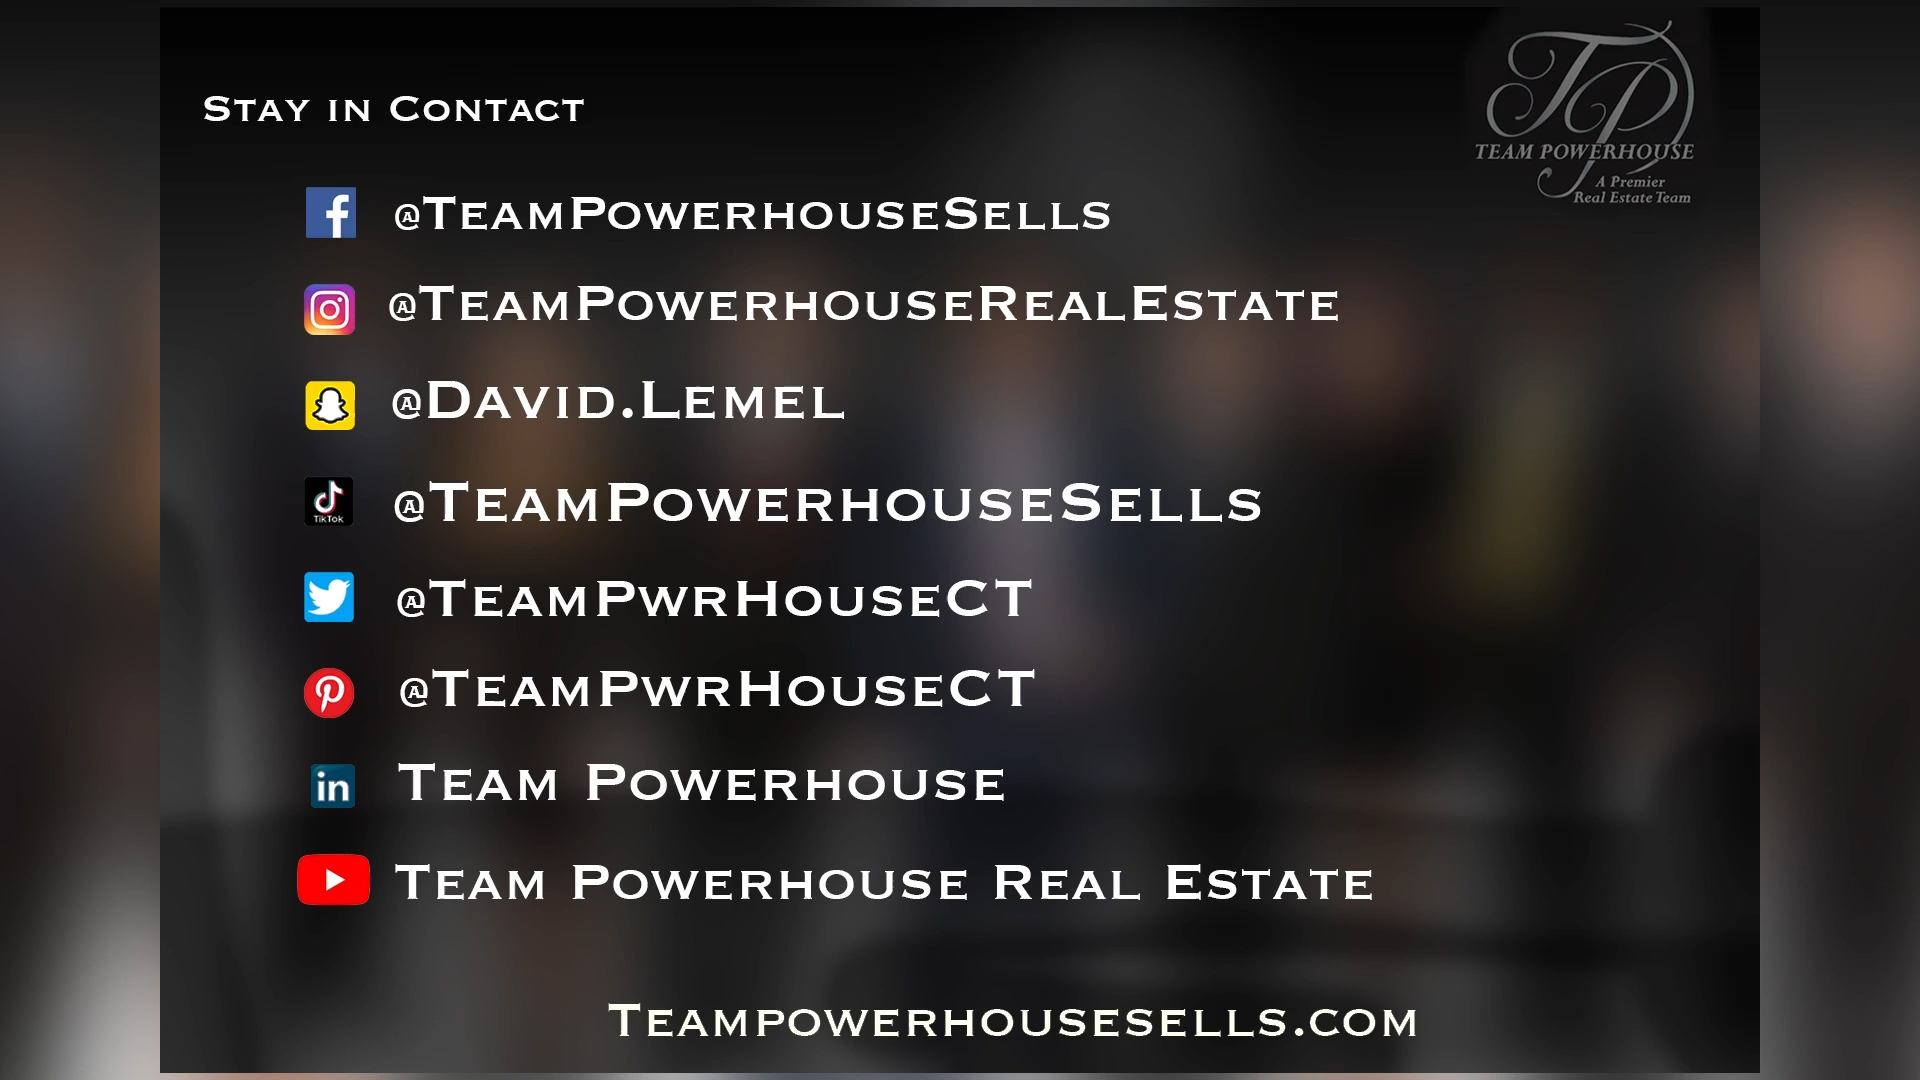 Stay in Contact
TEAM POWERHOUSE
A Premier
Real Estate Team
@TeamPowerhouseSells
@TeamPowerhouseRealEstate
@David.Lemel
TikTok
@TeamPowerhouseSells
@TeamPwrHouseCT
@TeamPwrHouseCT
in Team Powerhouse
Team Powerhouse Real Estate
Teampowerhousesells.com